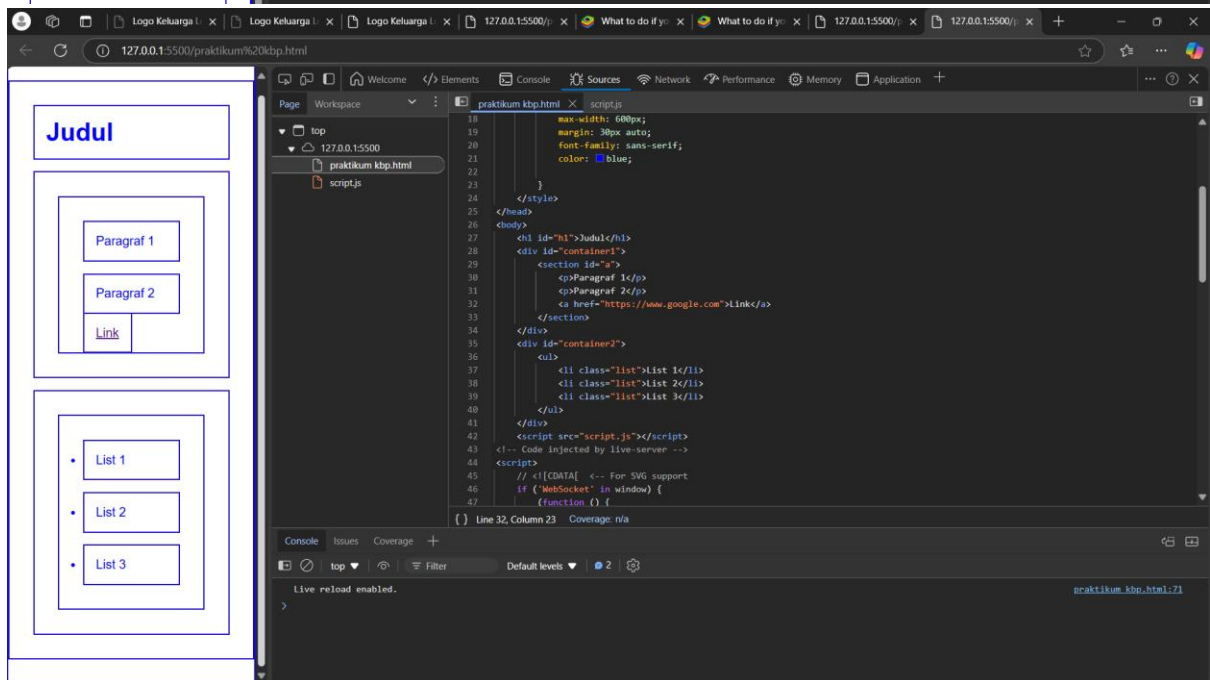 Logo Keluarga L
Logo Keluarga L
Logo Keluarga L
127.0.0.1:5500/p
What to do if yo
What to do if yo
127.0.0.1:5500/p
127.0.0.1:5500/p
127.0.0.1:5500/praktikum%20kbp.html
Welcome Elements Console Sources Network Performance Memory Application
Page Workspace
praktikum kbp.html script.js
top
127.0.0.1:5500
praktikum kbp.html
script.js
Judul
Paragraf 1
Paragraf 2
Link
List 1
List 2
List 3
18 max-width: 600px;
19 margin: 30px auto;
20 font-family: sans-serif;
21 color: blue;
22
23 }
24 </style>
25 </head>
26 <body>
27 <h1 id="h1">Judul</h1>
28 <div id="container1">
29 <section id="a">
30 <p>Paragraf 1</p>
31 <p>Paragraf 2</p>
32 <a href="https://www.google.com">Link</a>
33 </section>
34 </div>
35 <div id="container2">
36 <ul>
37 <li class="list">List 1</li>
38 <li class="list">List 2</li>
39 <li class="list">List 3</li>
40 </ul>
41 </div>
42 <script src="script.js"></script>
43 <!-- Code injected by live-server -->
44 <script>
45 // <![CDATA[ <-- For SVG support
46 if ('WebSocket' in window) {
47 (function () {
{ } Line 32, Column 23 Coverage: n/a
Console Issues Coverage
top Filter Default levels 2
Live reload enabled. praktikum kbp.html:71